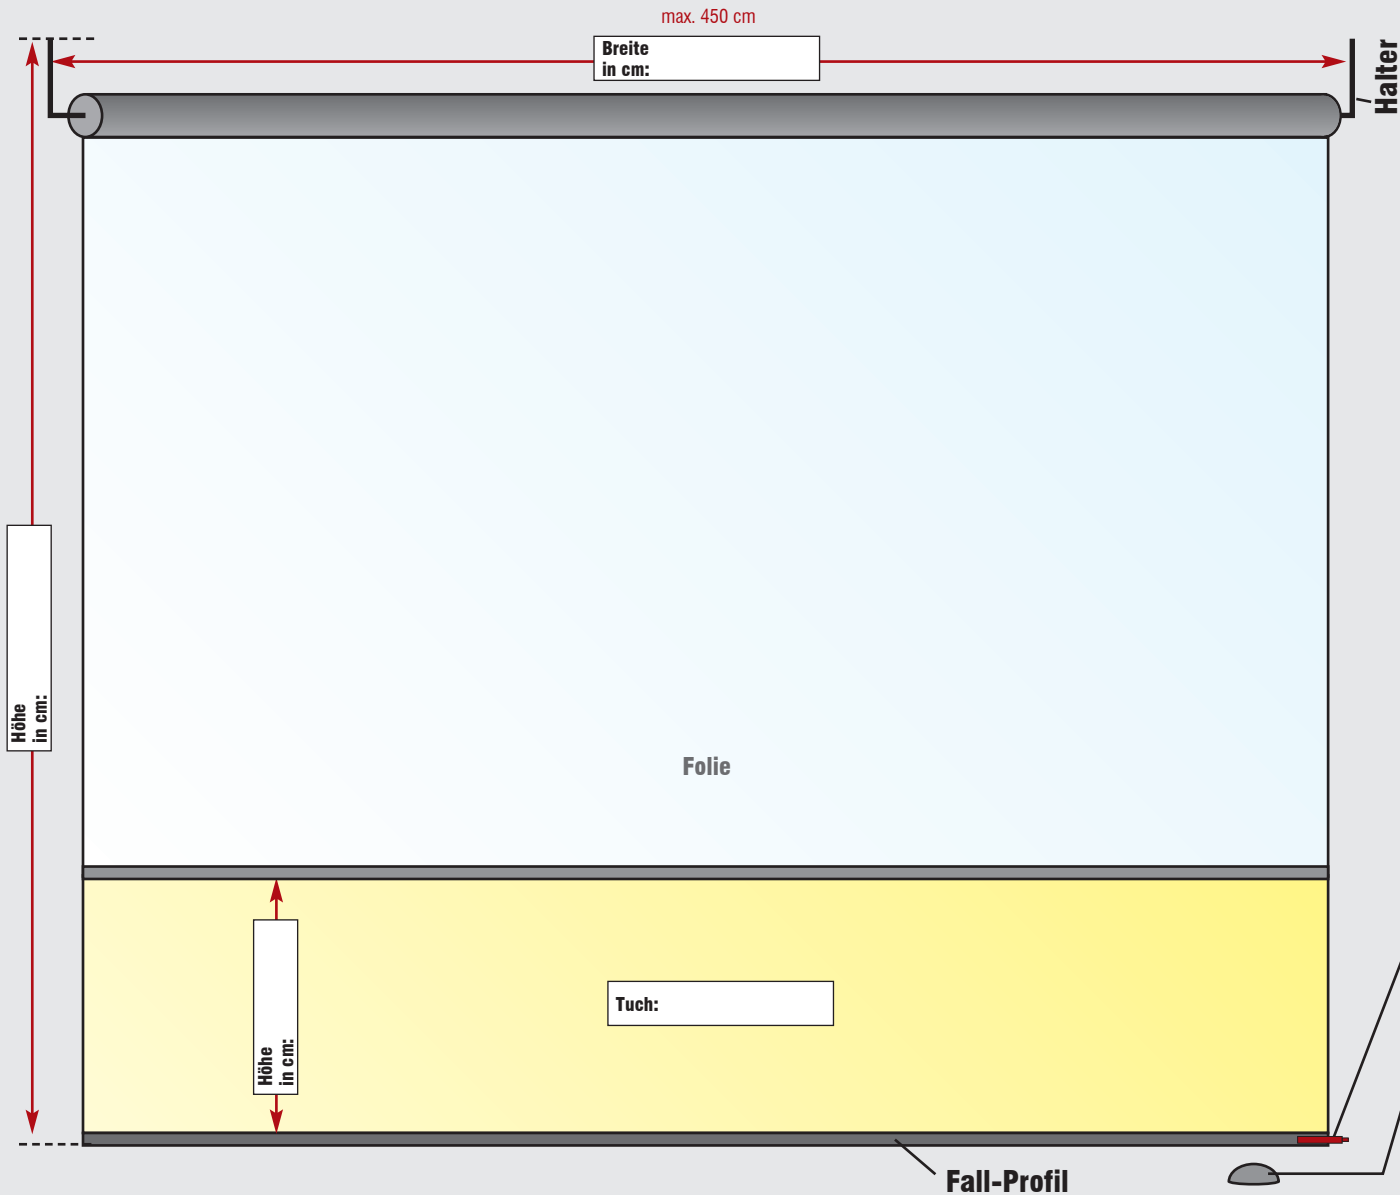 max. 450 cm
Breite
in cm:
Halter
Höhe
in cm:
Folie
Höhe
in cm:
Tuch:
Fall-Profil